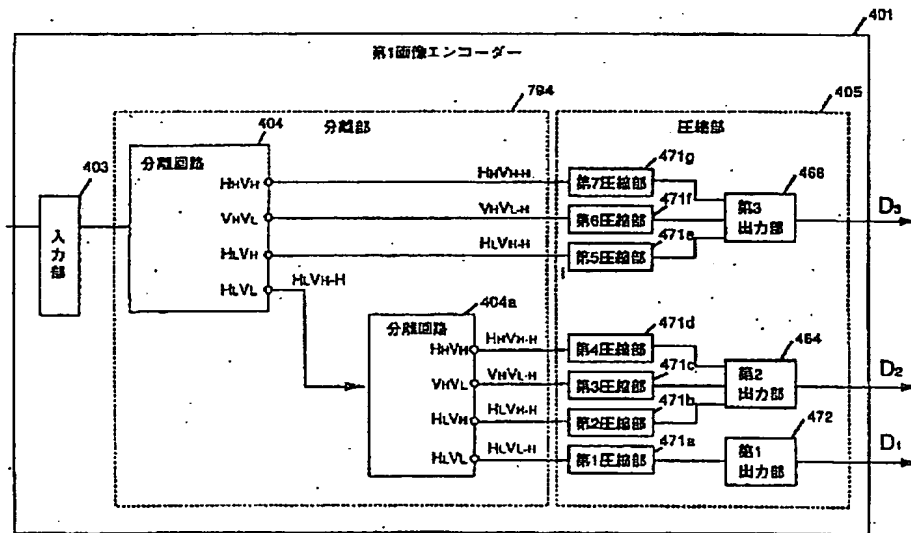 401
第1画像エンコーダー
794
405
分離部
圧縮部
404
403
分離回路
入力部
HHVH
HHVH-H
471g
第7圧縮部
468
VHVL
VHVL-H
471f
第6圧縮部
第3出力部
D3
HLVH
HLVH-H
471e
第5圧縮部
HLVL
HLVH-H
404a
分離回路
HHVH
HHVH-H
471d
第4圧縮部
464
VHVL
VHVL-H
471c
第3圧縮部
第2出力部
D2
HLVH
HLVH-H
471b
第2圧縮部
472
HLVL
HLVL-H
471a
第1圧縮部
第1出力部
D1